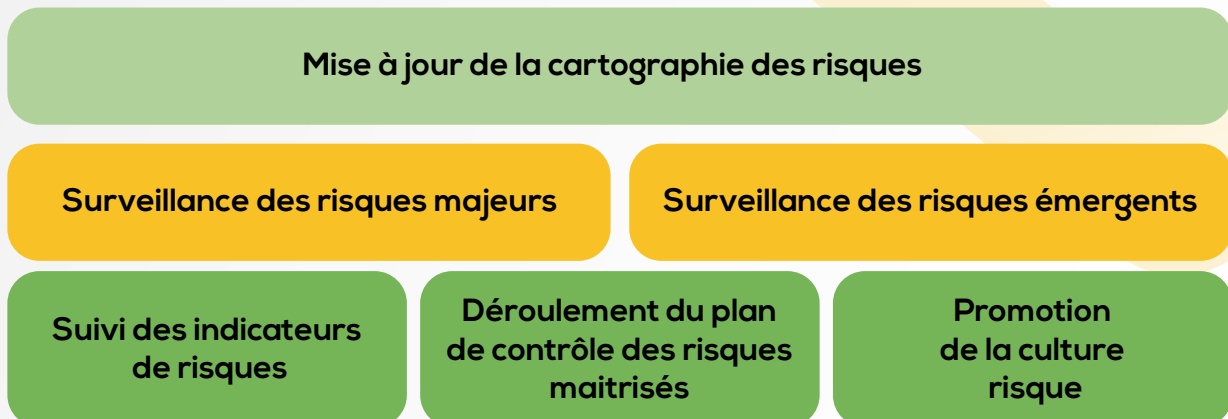 Mise à jour de la cartographie des risques
Surveillance des risques majeurs
Surveillance des risques émergents
Suivi des indicateurs
de risques
Déroulement du plan
de contrôle des risques
maitrisés
Promotion
de la culture
risque